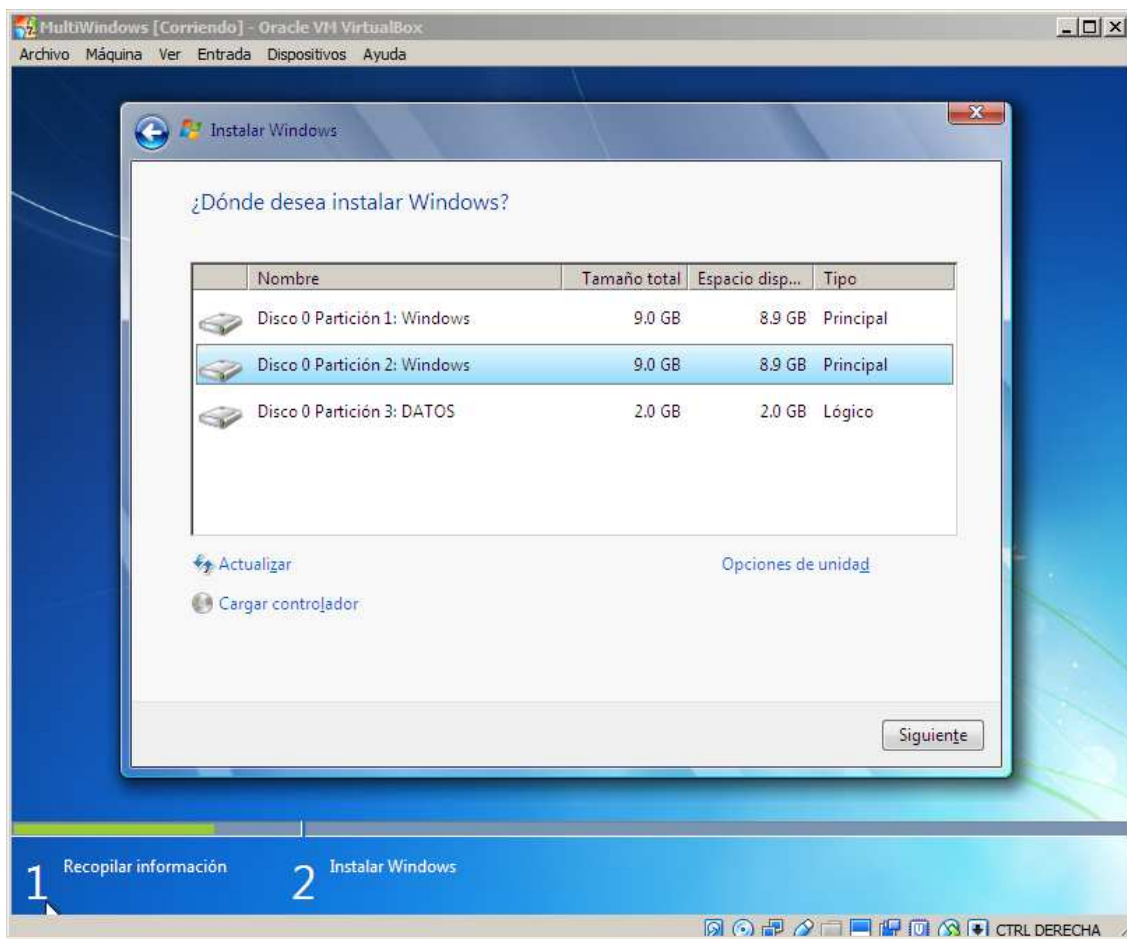 MultiWindows [Corriendo] - Oracle VM VirtualBox
Archivo Máquina Ver Entrada Dispositivos Ayuda
Instalar Windows
¿Dónde desea instalar Windows?
Nombre Tamaño total Espacio disp... Tipo
Disco 0 Partición 1: Windows 9.0 GB 8.9 GB Principal
Disco 0 Partición 2: Windows 9.0 GB 8.9 GB Principal
Disco 0 Partición 3: DATOS 2.0 GB 2.0 GB Lógico
Actualizar Opciones de unidad
Cargar controlador
Siguiente
1 Recopilar información 2 Instalar Windows
CTRL DERECHA